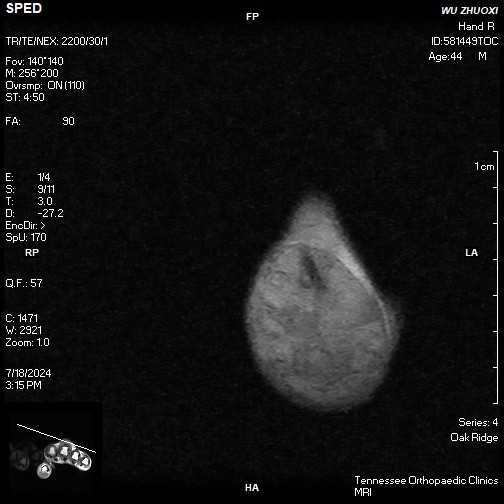 SPED
FP
WU ZHUOXI
Hand R
TR/TE/NEX: 2200/30/1
ID:581449TOC
Age:44 M
Fov: 140*140
M: 256*200
Ovrsmp: ON (110)
ST: 4:50
FA: 90
1cm
E: 1/4
S: 9/11
T: 3.0
D: -27.2
EncDir: >
SpU: 170
RP
LA
Q.F.: 57
C: 1471
W: 2921
Zoom: 1.0
7/18/2024
3:15 PM
Series: 4
Oak Ridge
HA
Tennessee Orthopaedic Clinics
MRI